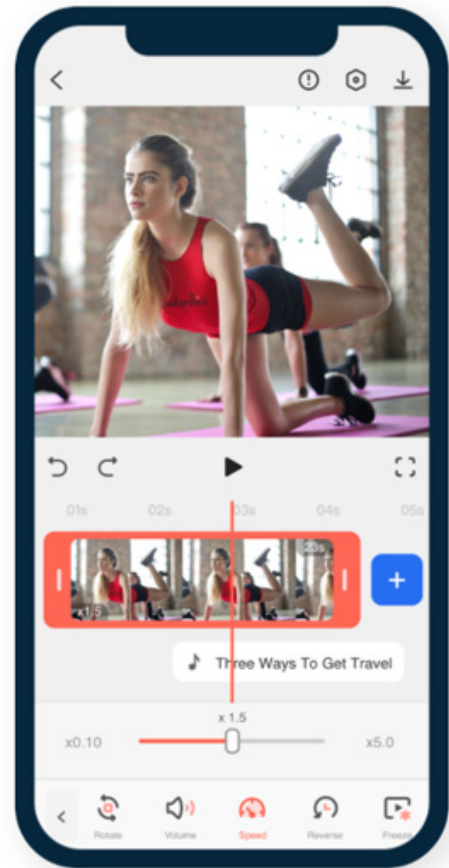 01s 02s 03s 04s 05s
23s
x1.5
Three Ways To Get Travel
x 1.5
x0.10 x5.0
Rotate Volume Speed Reverse Freeze